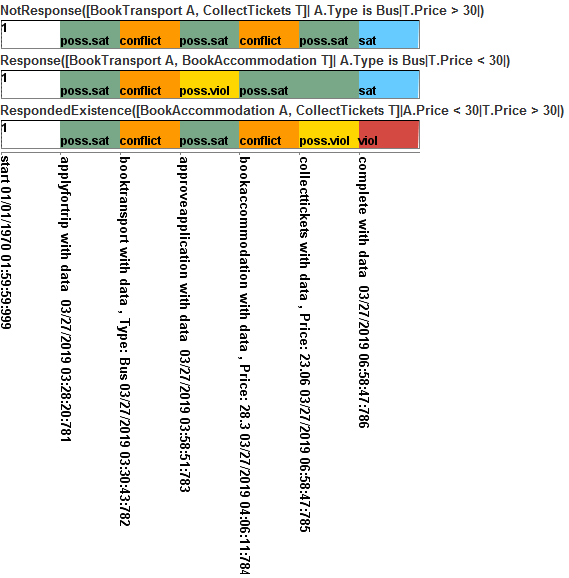 NotResponse([BookTransport A, CollectTickets T]| A.Type is Bus|T.Price > 30|)
1
poss.sat conflict poss.sat conflict poss.sat sat
Response([BookTransport A, BookAccommodation T]| A.Type is Bus|T.Price < 30|)
1
poss.sat conflict poss.viol poss.sat sat
RespondedExistence([BookAccommodation A, CollectTickets T]|A.Price < 30|T.Price > 30|)
1
poss.sat conflict poss.sat conflict poss.viol viol
start 01/01/1970 01:59:59:999
applyfortrip with data 03/27/2019 03:28:20:781
booktransport with data , Type: Bus 03/27/2019 03:30:43:782
approveapplication with data 03/27/2019 03:58:51:783
bookaccommodation with data , Price: 28.3 03/27/2019 04:06:11:784
collecttickets with data , Price: 23.06 03/27/2019 06:58:47:785
complete with data 03/27/2019 06:58:47:786